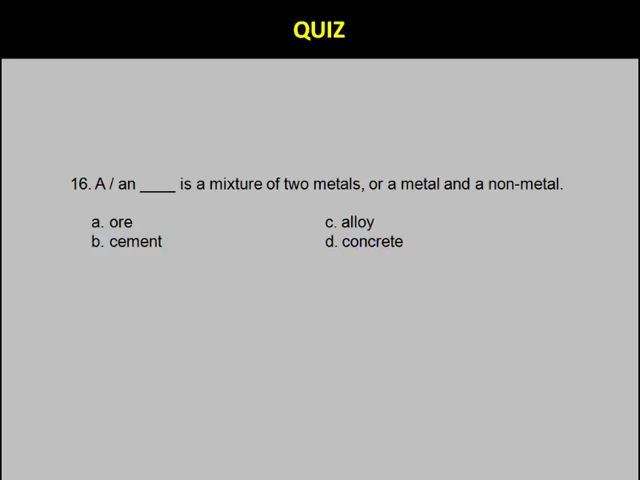 QUIZ
16. A / an ____ is a mixture of two metals, or a metal and a non-metal.
a. ore
b. cement
c. alloy
d. concrete